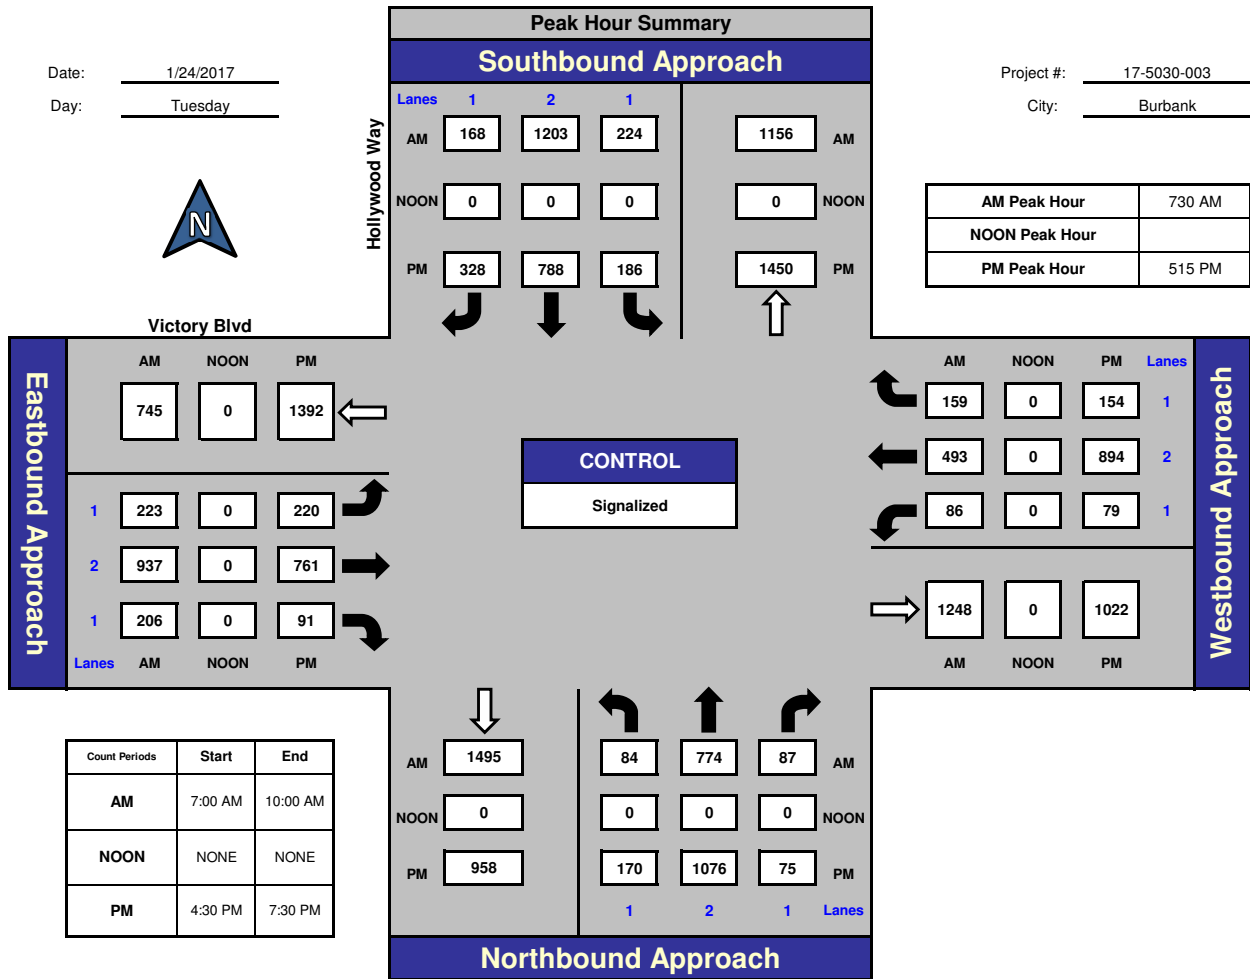 Peak Hour Summary
Southbound Approach
Date: 1/24/2017
Day: Tuesday
Project #: 17-5030-003
City: Burbank
Hollywood Way
Lanes 1 2 1
AM 168 1203 224 1156 AM
NOON 0 0 0 0 NOON
PM 328 788 186 1450 PM
N
AM Peak Hour 730 AM
NOON Peak Hour
PM Peak Hour 515 PM
Victory Blvd
Eastbound Approach
AM NOON PM
745 0 1392
1 223 0 220
2 937 0 761
1 206 0 91
Lanes AM NOON PM
CONTROL
Signalized
AM NOON PM Lanes
159 0 154 1
493 0 894 2
86 0 79 1
1248 0 1022
AM NOON PM
Westbound Approach
Count Periods Start End
AM 7:00 AM 10:00 AM
NOON NONE NONE
PM 4:30 PM 7:30 PM
AM 1495 84 774 87 AM
NOON 0 0 0 0 NOON
PM 958 170 1076 75 PM
1 2 1 Lanes
Northbound Approach